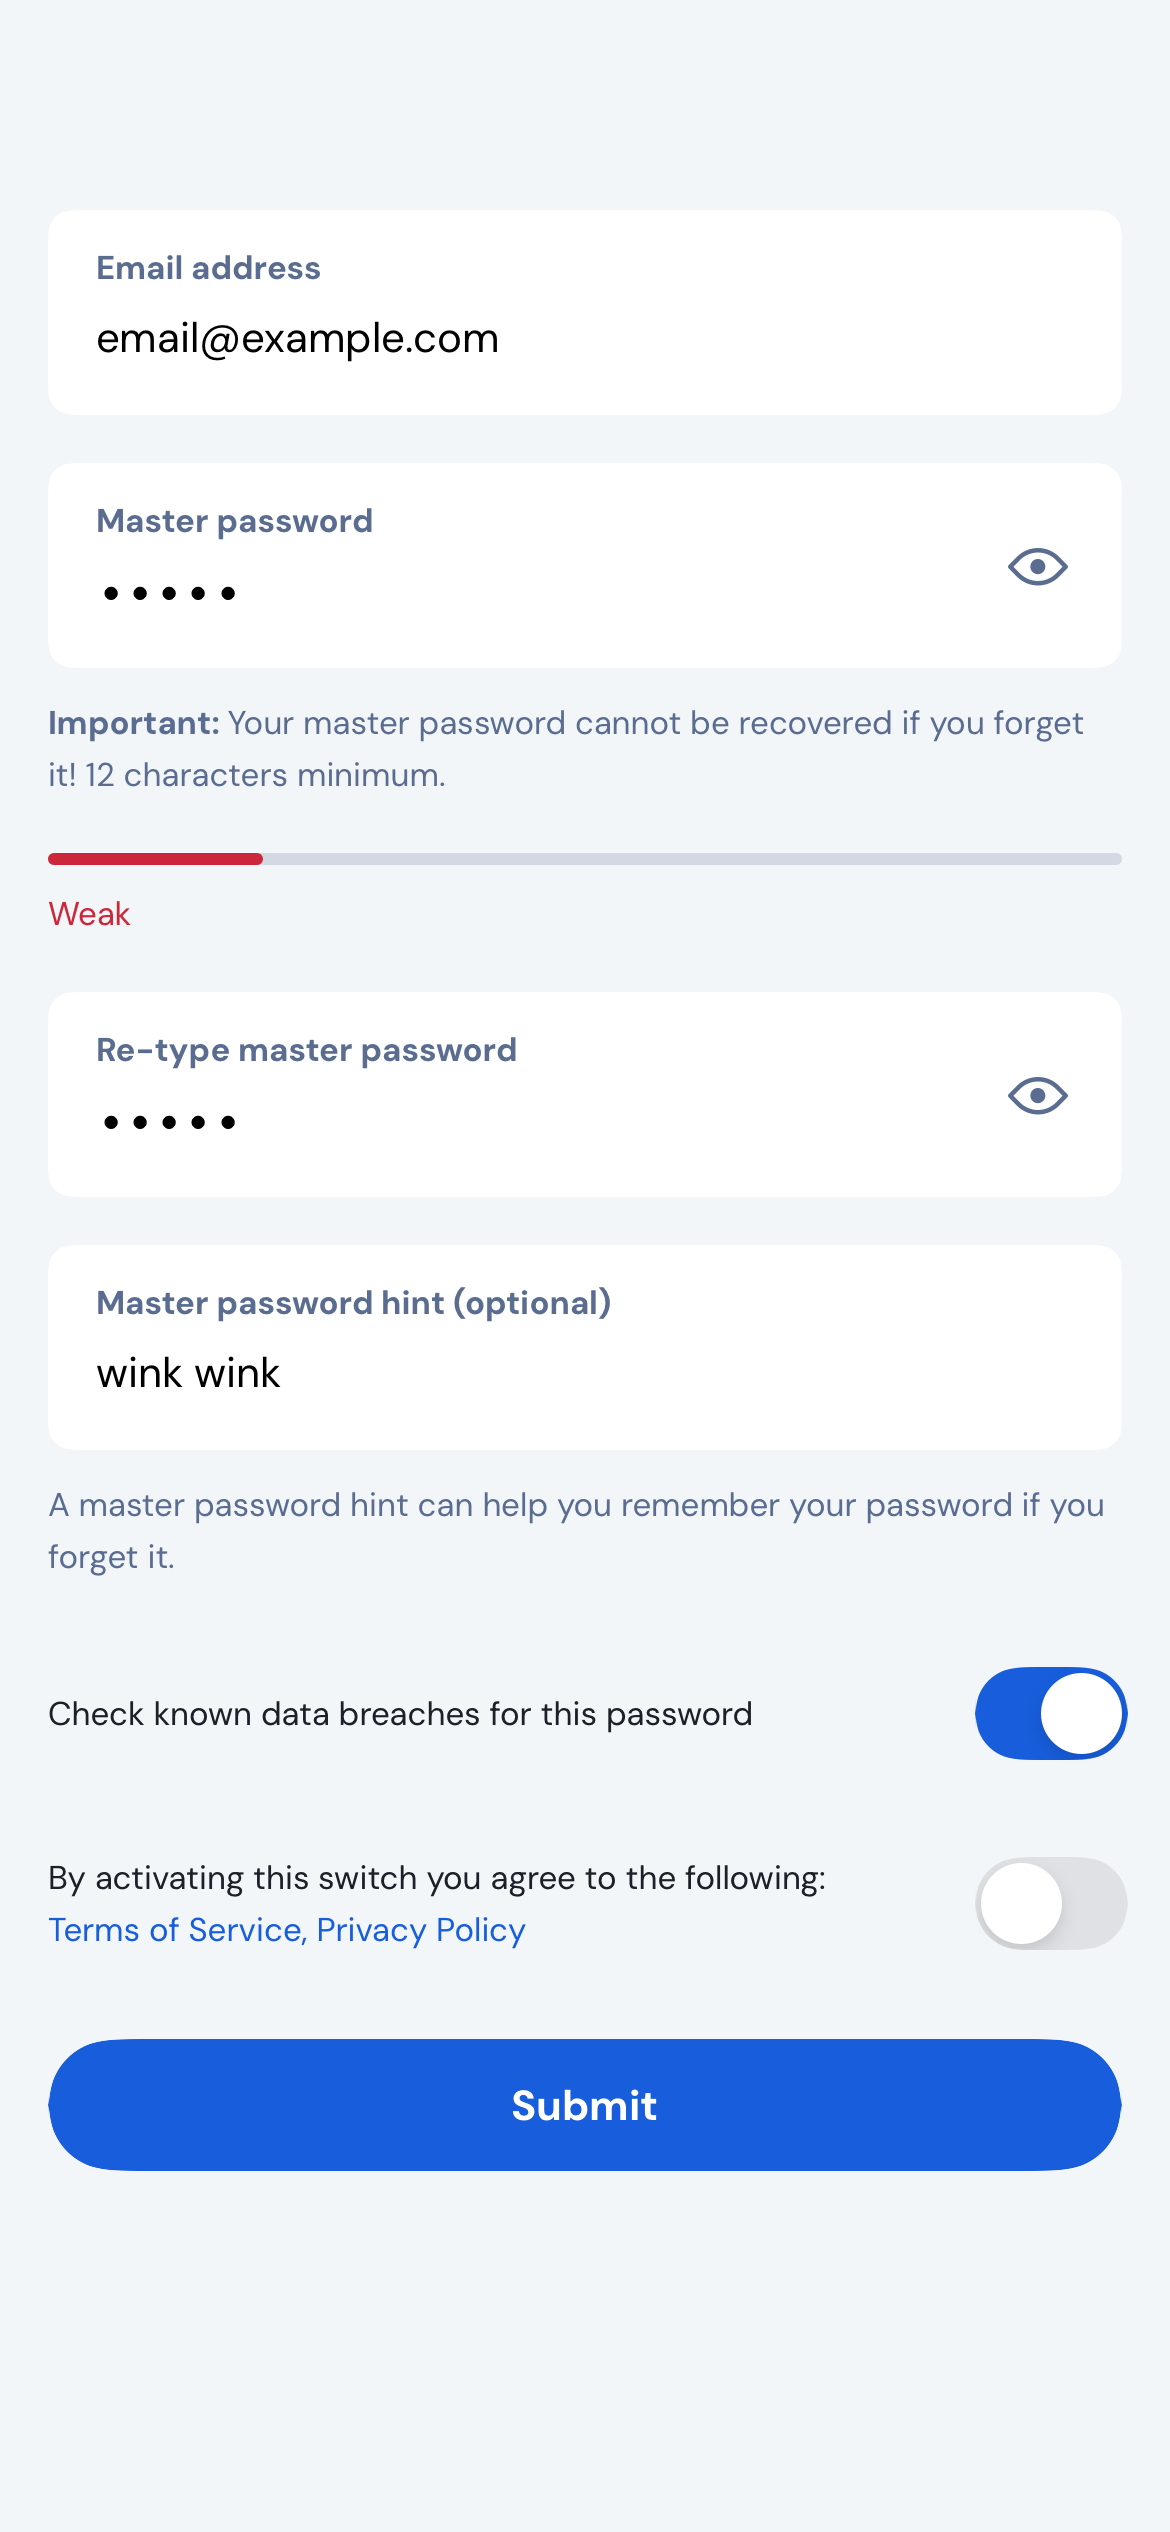 Email address
email@example.com
Master password
•••••
Important: Your master password cannot be recovered if you forget
it! 12 characters minimum.
Weak
Re-type master password
•••••
Master password hint (optional)
wink wink
A master password hint can help you remember your password if you
forget it.
Check known data breaches for this password
By activating this switch you agree to the following:
Terms of Service, Privacy Policy
Submit